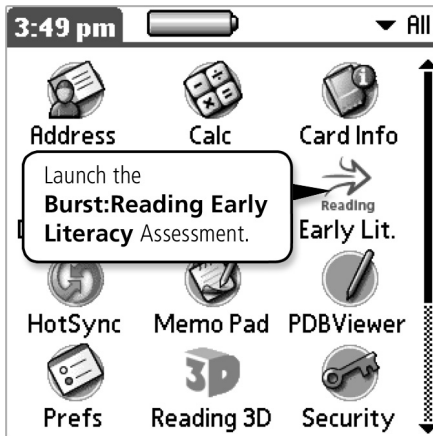 3:49 pm All
Address Calc Card Info
Launch the
Burst:Reading Early
Literacy Assessment.
Reading
Early Lit.
HotSync Memo Pad PDBViewer
3D
Prefs Reading 3D Security